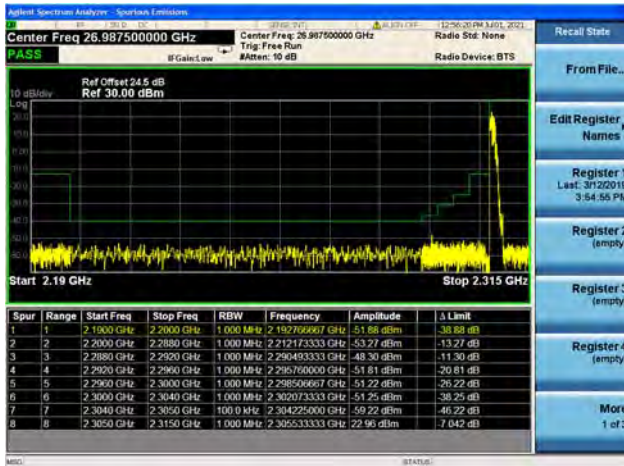 Agilent Spectrum Analyzer - Spurious Emissions
SENSE:INT
ALIGN OFF
12:56:20 PM Jul 01, 2021
Center Freq 26.987500000 GHz
Center Freq: 26.987500000 GHz
Radio Std: None
Trig: Free Run
PASS
IFGain:Low
#Atten: 10 dB
Radio Device: BTS
Ref Offset 24.5 dB
10 dB/div
Ref 30.00 dBm
Log
Start 2.19 GHz
Stop 2.315 GHz
Spur Range Start Freq Stop Freq RBW Frequency Amplitude Δ Limit
1 1 2.1900 GHz 2.2000 GHz 1.000 MHz 2.192766667 GHz -51.88 dBm -38.88 dB
2 2 2.2000 GHz 2.2880 GHz 1.000 MHz 2.212173333 GHz -53.27 dBm -13.27 dB
3 3 2.2880 GHz 2.2920 GHz 1.000 MHz 2.290493333 GHz -48.30 dBm -11.30 dB
4 4 2.2920 GHz 2.2960 GHz 1.000 MHz 2.295760000 GHz -51.81 dBm -20.81 dB
5 5 2.2960 GHz 2.3000 GHz 1.000 MHz 2.298506667 GHz -51.22 dBm -26.22 dB
6 6 2.3000 GHz 2.3040 GHz 1.000 MHz 2.302073333 GHz -51.25 dBm -38.25 dB
7 7 2.3040 GHz 2.3050 GHz 100.0 kHz 2.304225000 GHz -59.22 dBm -46.22 dB
8 8 2.3050 GHz 2.3150 GHz 1.000 MHz 2.305533333 GHz 22.96 dBm -7.042 dB
MSG
STATUS
Recall State
From File...
Edit Register
Names
Register
Last: 3/12/2019
3:54:55 PM
Register 2
(empty
Register 3
(empty
Register 4
(empty
More
1 of